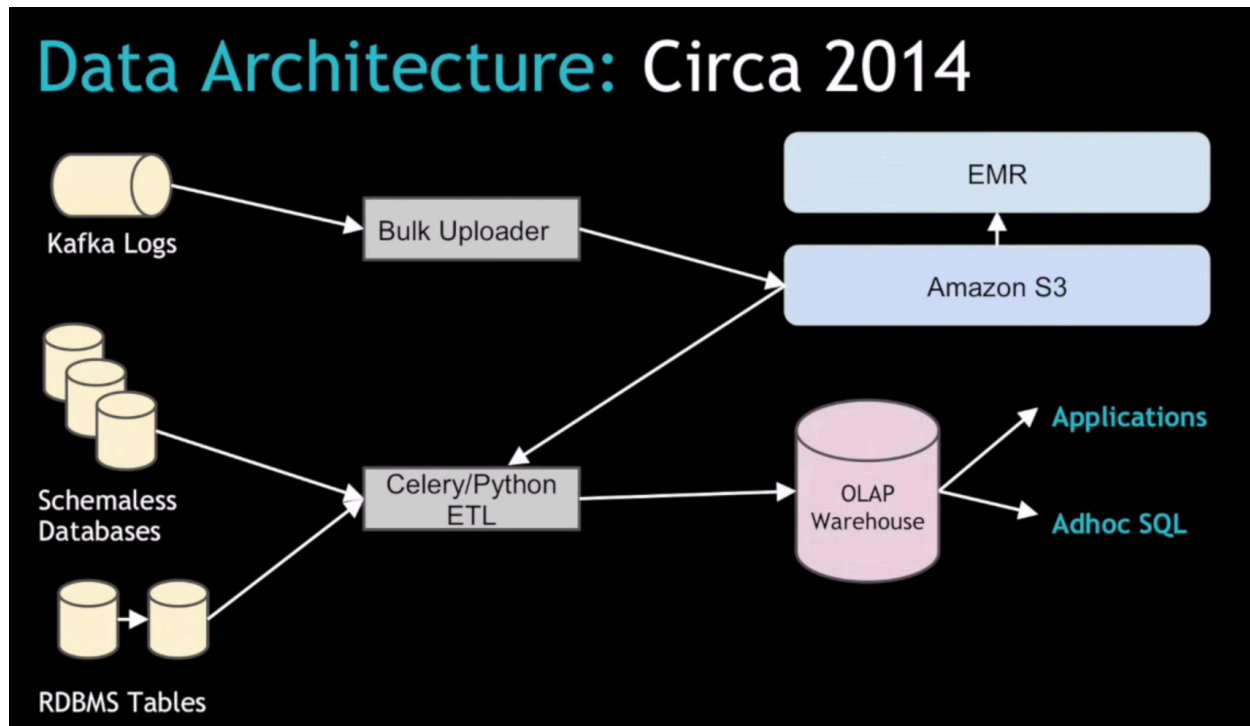 Data Architecture: Circa 2014
Kafka Logs
Bulk Uploader
EMR
Amazon S3
Schemaless
Databases
Celery/Python
ETL
OLAP
Warehouse
Applications
Adhoc SQL
RDBMS Tables